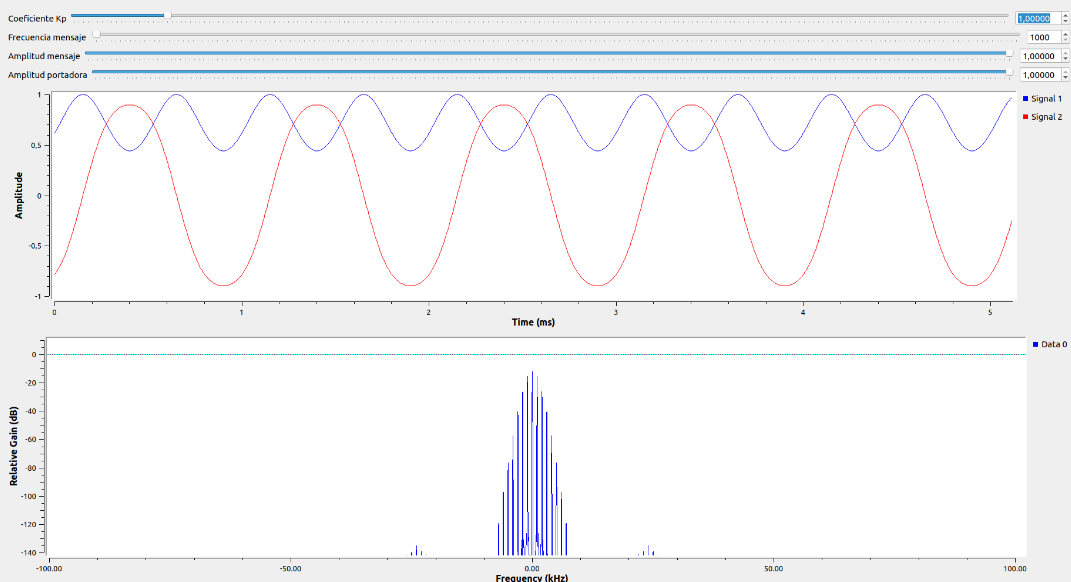 Coeficiente Kp 1,00000
Frecuencia mensaje 1000
Amplitud mensaje 1,00000
Amplitud portadora 1,00000
Signal 1
Signal 2
Amplitude
1
0,5
0
-0,5
-1
0 1 2 3 4 5
Time (ms)
Data 0
Relative Gain (dB)
0
-20
-40
-60
-80
-100
-120
-140
-100.00 -50.00 0.00 50.00 100.00
Frequency (kHz)